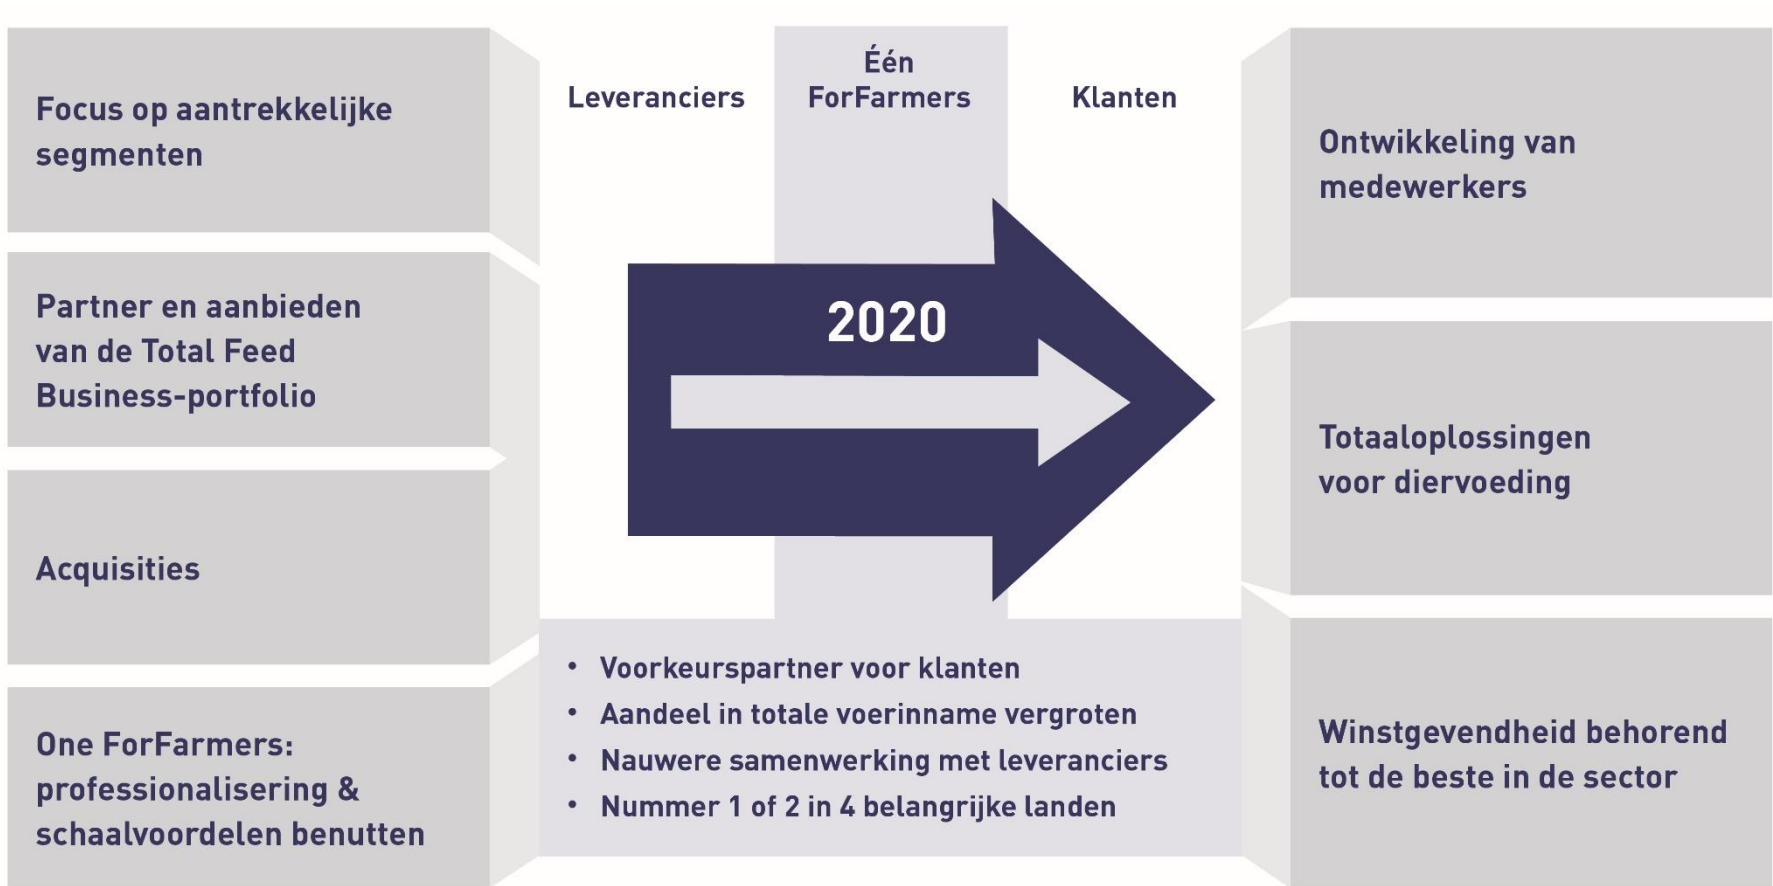 Focus op aantrekkelijke
segmenten
Partner en aanbieden
van de Total Feed
Business-portfolio
Acquisities
One ForFarmers:
professionalisering &
schaalvoordelen benutten
Leveranciers
Één
ForFarmers
Klanten
2020
• Voorkeurspartner voor klanten
• Aandeel in totale voerinname vergroten
• Nauwere samenwerking met leveranciers
• Nummer 1 of 2 in 4 belangrijke landen
Ontwikkeling van
medewerkers
Totaaloplossingen
voor diervoeding
Winstgevendheid behorend
tot de beste in de sector